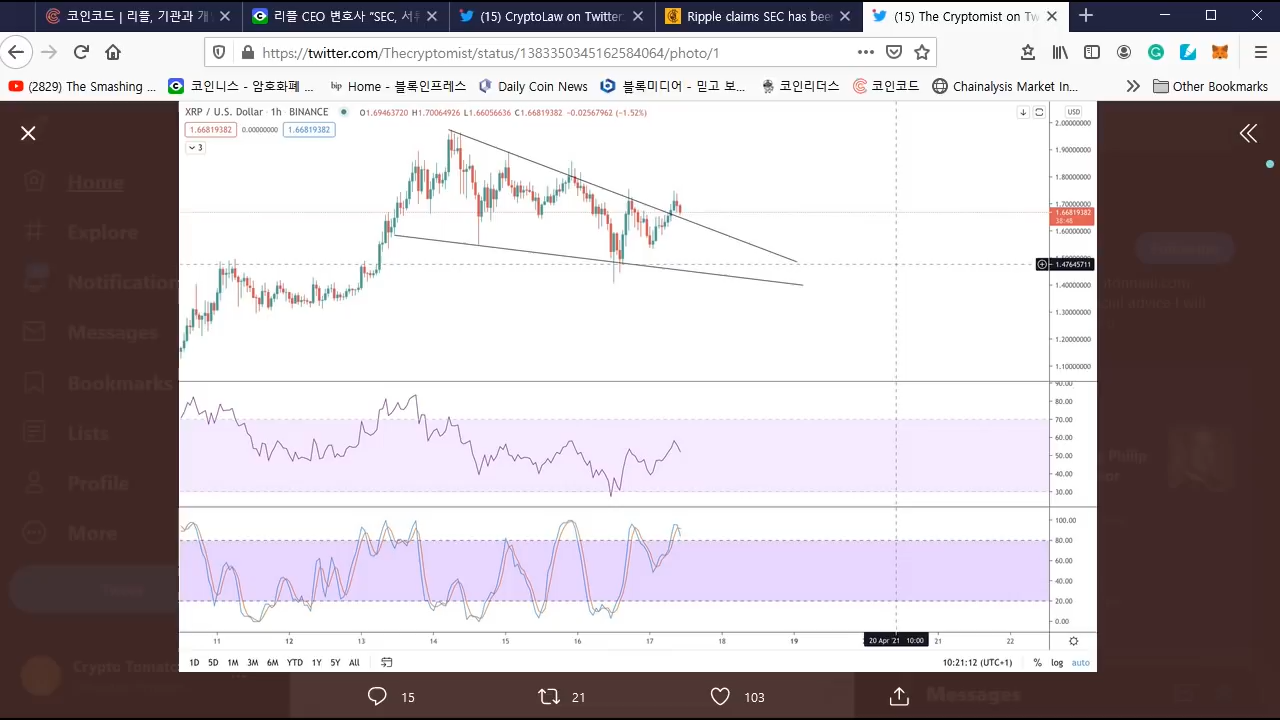 코인코드 | 리플, 기관과 개
리플 CEO 변호사 "SEC, 서류
(15) CryptoLaw on Twitter:
Ripple claims SEC has been
(15) The Cryptomist on Tw
https://twitter.com/Thecryptomist/status/1383350345162584064/photo/1
(2829) The Smashing ...
코인니스 - 암호화페 ...
bip
Home - 블록인프레스
Daily Coin News
블록미디어 - 믿고 보...
코인리더스
코인코드
Chainalysis Market In...
Other Bookmarks
XRP / U.S. Dollar · 1h BINANCE
O1.69463720 H1.70064926 L1.66056636 C1.66819382 -0.02567962 (-1.52%)
USD
1.66819382 0.00000000 1.66819382
3
2.00000000
1.90000000
1.80000000
1.70000000
1.66819382
38:48
1.60000000
1.47645711
1.40000000
1.30000000
1.20000000
1.10000000
90.00
80.00
70.00
60.00
50.00
40.00
30.00
100.00
80.00
60.00
40.00
20.00
0.00
11 12 13 14 15 16 17 18 19 20 Apr '21 10:00 21 22
1D 5D 1M 3M 6M YTD 1Y 5Y All
10:21:12 (UTC+1) % log auto
Home
Explore
Notification
Messages
Bookmarks
Lists
Profile
More
Crypto Tomato
15 21 103
Messages